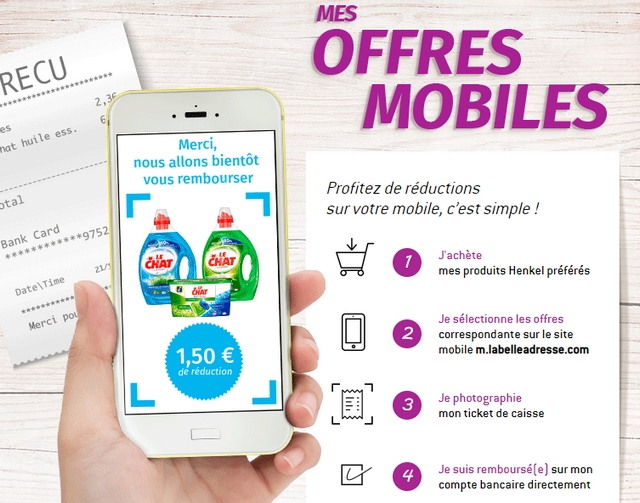 MES
OFFRES
MOBILES
RECU
2,36
hat huile ess.
6,
otal
Bank Card
************9752
Date\Time 21/
Merci pou
Merci,
nous allons bientôt
vous rembourser
LE CHAT
LE CHAT
LE CHAT
1,50 €
de réduction
Profitez de réductions
sur votre mobile, c'est simple !
1
J'achète
mes produits Henkel préférés
2
Je sélectionne les offres
correspondante sur le site
mobile m.labelleadresse.com
3
Je photographie
mon ticket de caisse
4
Je suis remboursé(e) sur mon
compte bancaire directement